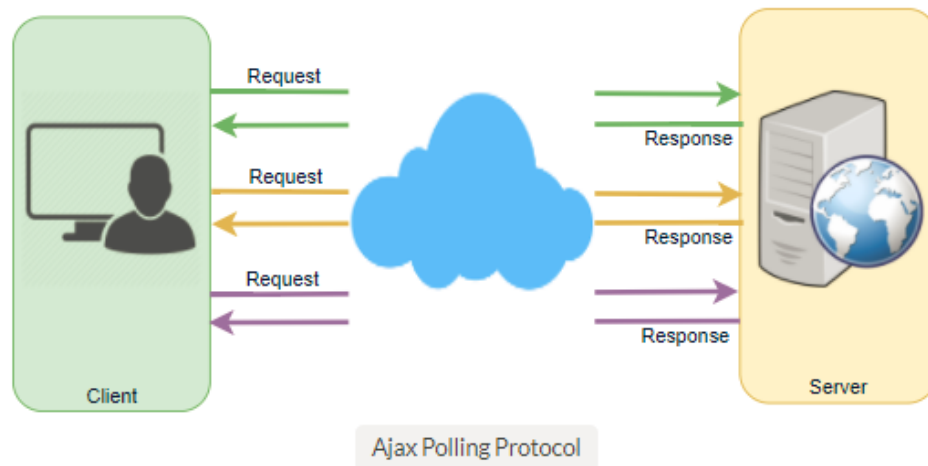 Request
Response
Request
Response
Request
Response
Client
Server
Ajax Polling Protocol